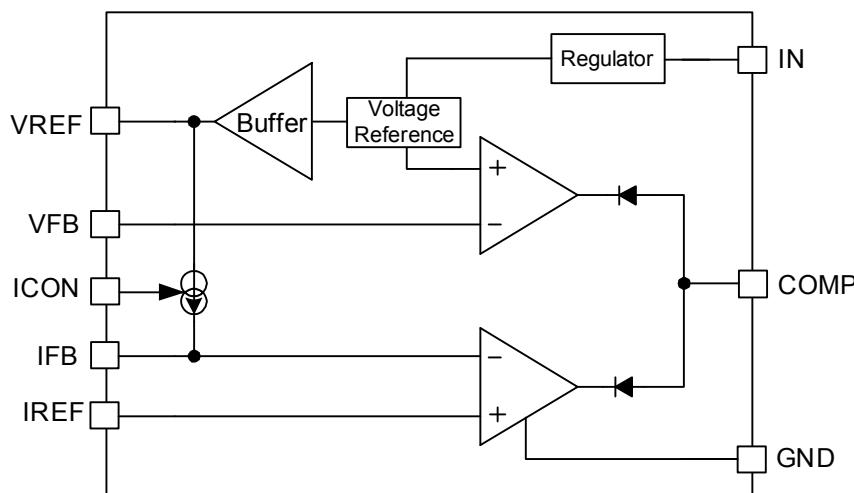 Regulator
IN
VREF
Buffer
Voltage
Reference
+
−
VFB
ICON
COMP
IFB
−
IREF
+
GND